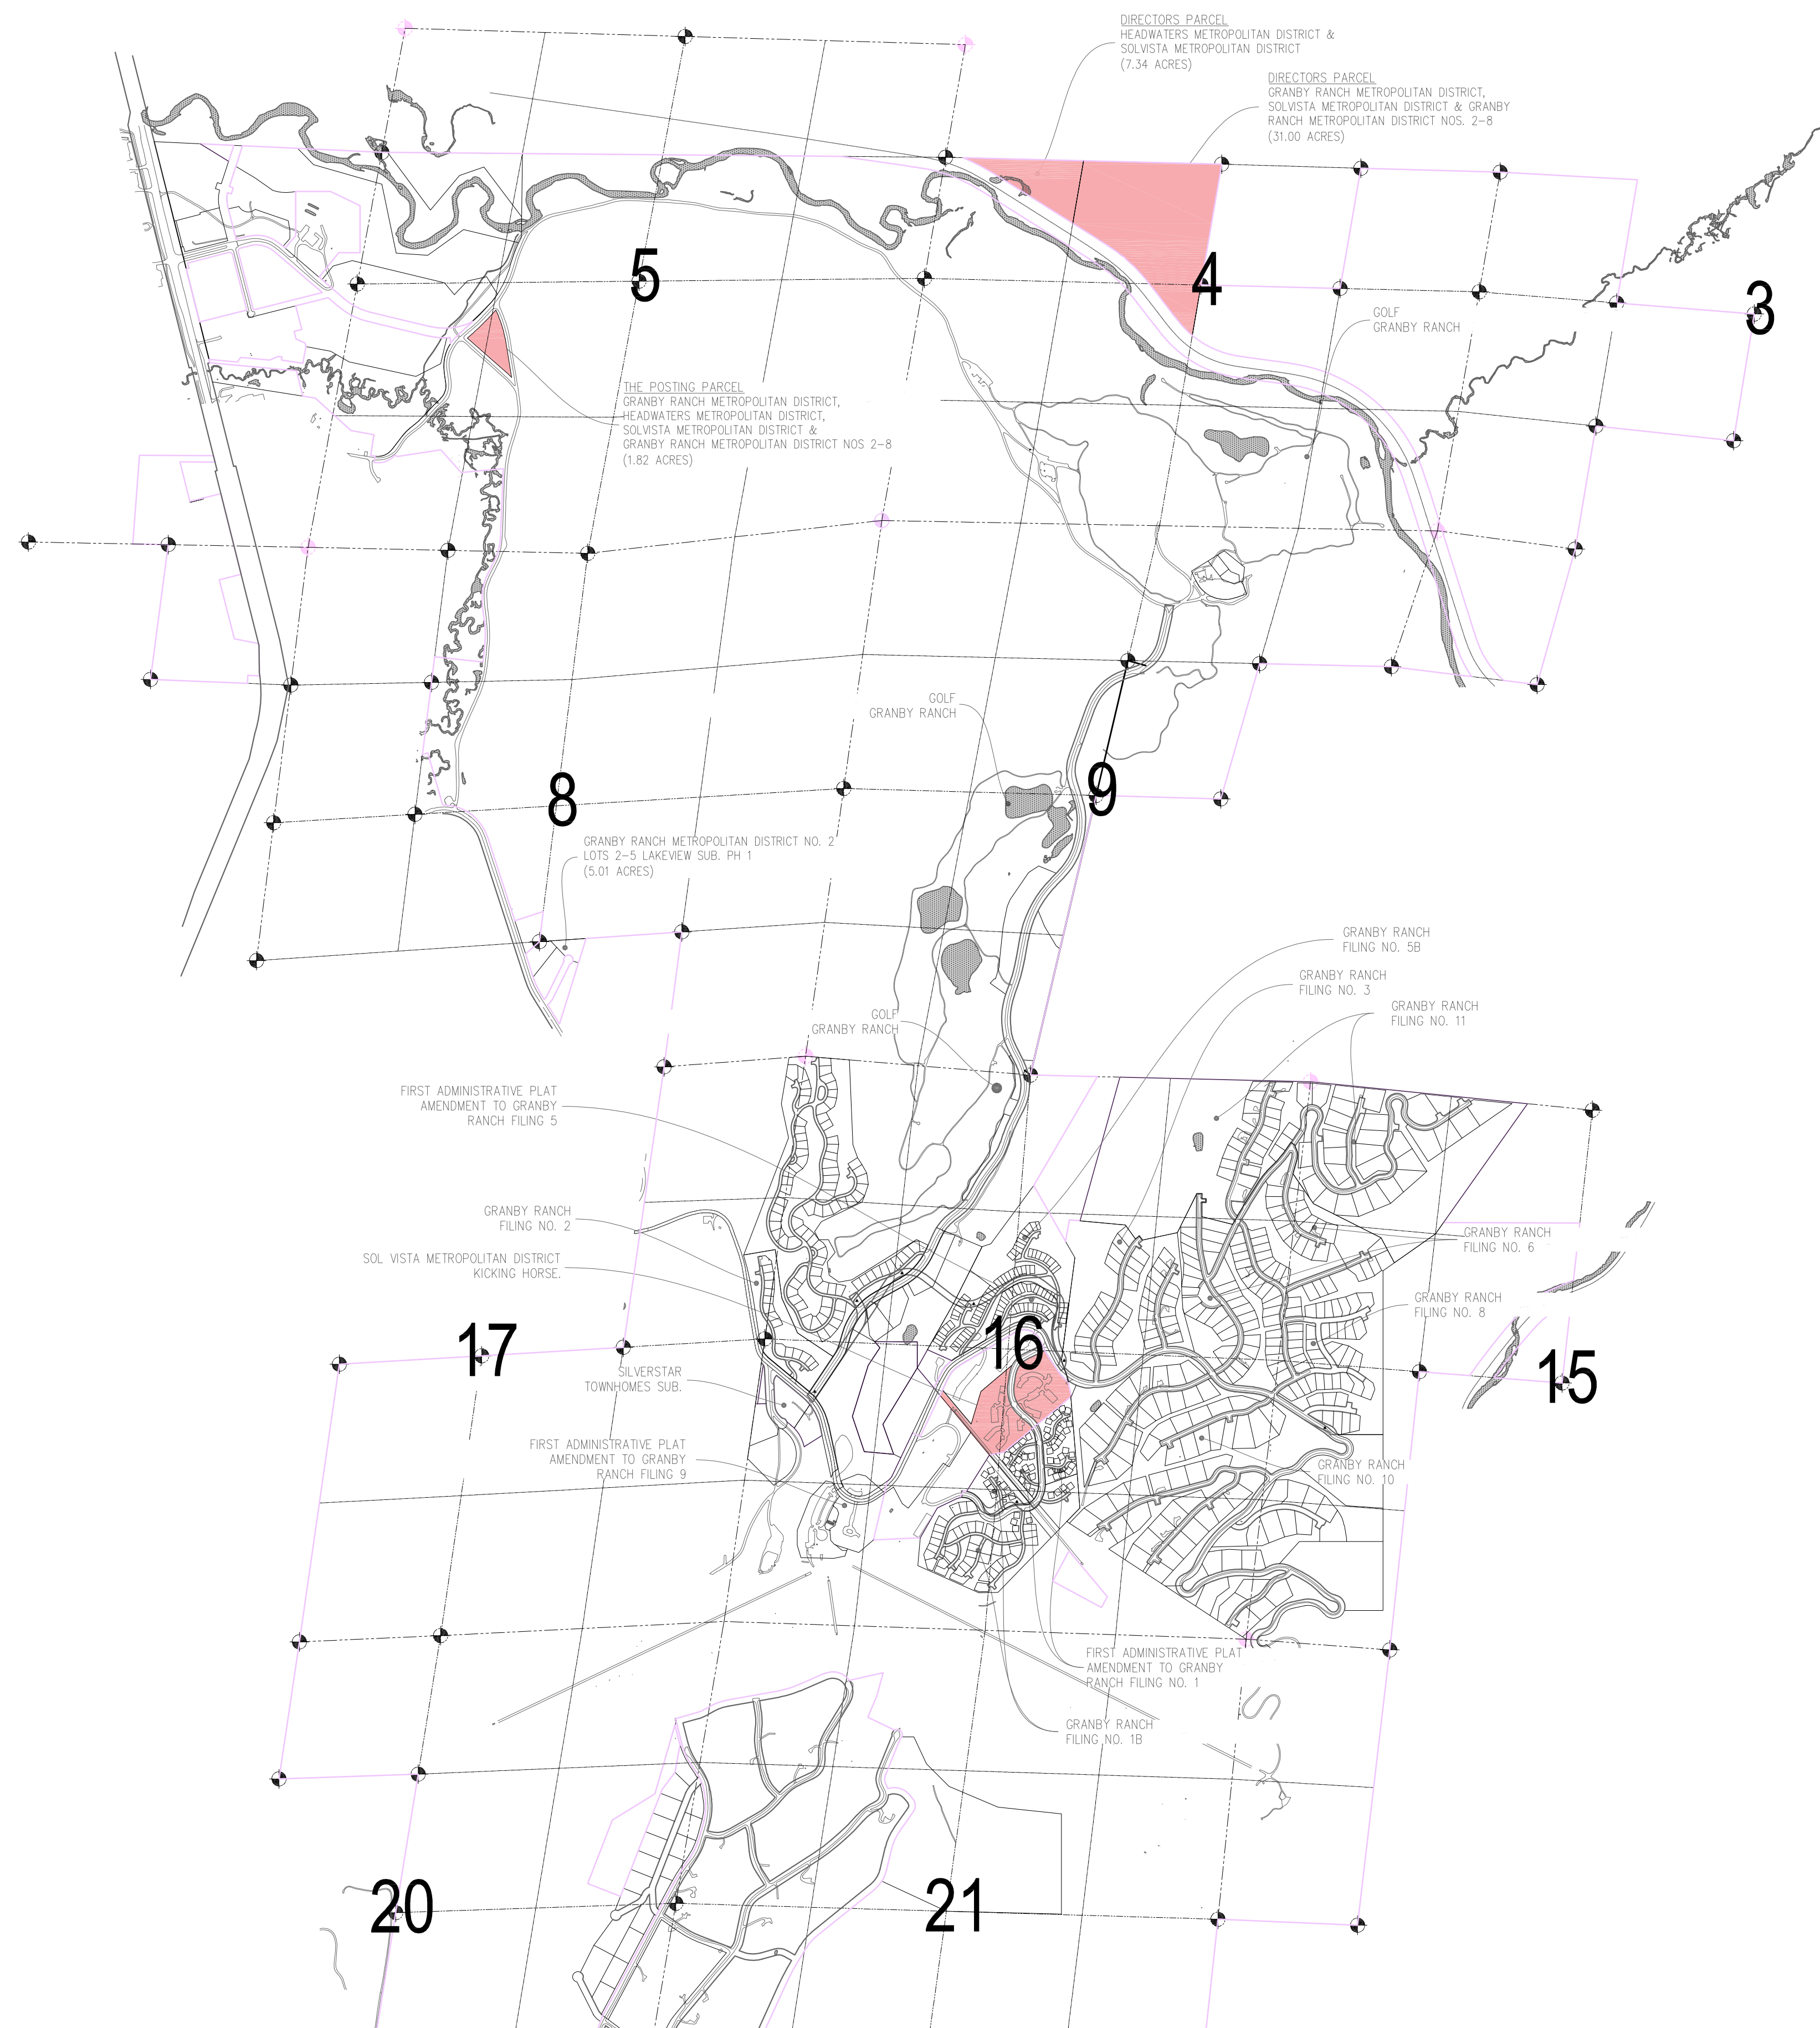 DIRECTORS PARCEL
HEADWATERS METROPOLITAN DISTRICT &
SOLVISTA METROPOLITAN DISTRICT
(7.34 ACRES)
DIRECTORS PARCEL
GRANBY RANCH METROPOLITAN DISTRICT,
SOLVISTA METROPOLITAN DISTRICT & GRANBY
RANCH METROPOLITAN DISTRICT NOS. 2-8
(31.00 ACRES)
5
4
3
GOLF
GRANBY RANCH
THE POSTING PARCEL
GRANBY RANCH METROPOLITAN DISTRICT,
HEADWATERS METROPOLITAN DISTRICT,
SOLVISTA METROPOLITAN DISTRICT &
GRANBY RANCH METROPOLITAN DISTRICT NOS 2-8
(1.82 ACRES)
GOLF
GRANBY RANCH
8
9
GRANBY RANCH METROPOLITAN DISTRICT NO. 2
LOTS 2-5 LAKEVIEW SUB. PH 1
(5.01 ACRES)
GRANBY RANCH
FILING NO. 5B
GRANBY RANCH
FILING NO. 3
GRANBY RANCH
FILING NO. 11
GOLF
GRANBY RANCH
FIRST ADMINISTRATIVE PLAT
AMENDMENT TO GRANBY
RANCH FILING 5
GRANBY RANCH
FILING NO. 2
SOL VISTA METROPOLITAN DISTRICT
KICKING HORSE.
GRANBY RANCH
FILING NO. 6
GRANBY RANCH
FILING NO. 8
17
16
15
SILVERSTAR
TOWNHOMES SUB.
FIRST ADMINISTRATIVE PLAT
AMENDMENT TO GRANBY
RANCH FILING 9
GRANBY RANCH
FILING NO. 10
FIRST ADMINISTRATIVE PLAT
AMENDMENT TO GRANBY
RANCH FILING NO. 1
GRANBY RANCH
FILING NO. 1B
20
21